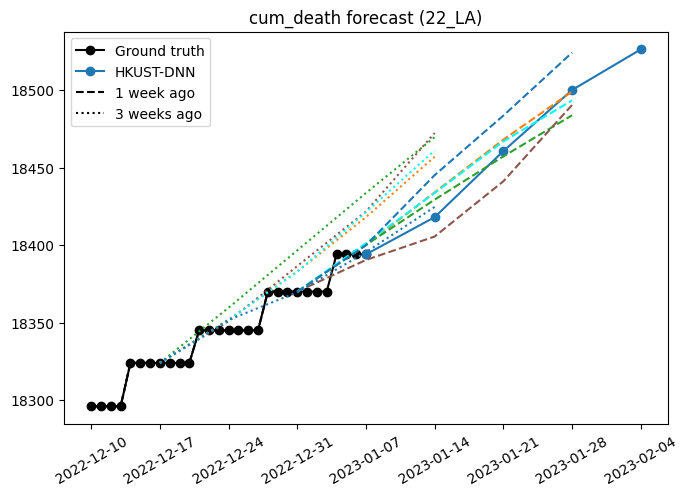 cum_death forecast (22_LA)
Ground truth
HKUST-DNN
1 week ago
3 weeks ago
18500
18450
18400
18350
18300
2022-12-10
2022-12-17
2022-12-24
2022-12-31
2023-01-07
2023-01-14
2023-01-21
2023-01-28
2023-02-04